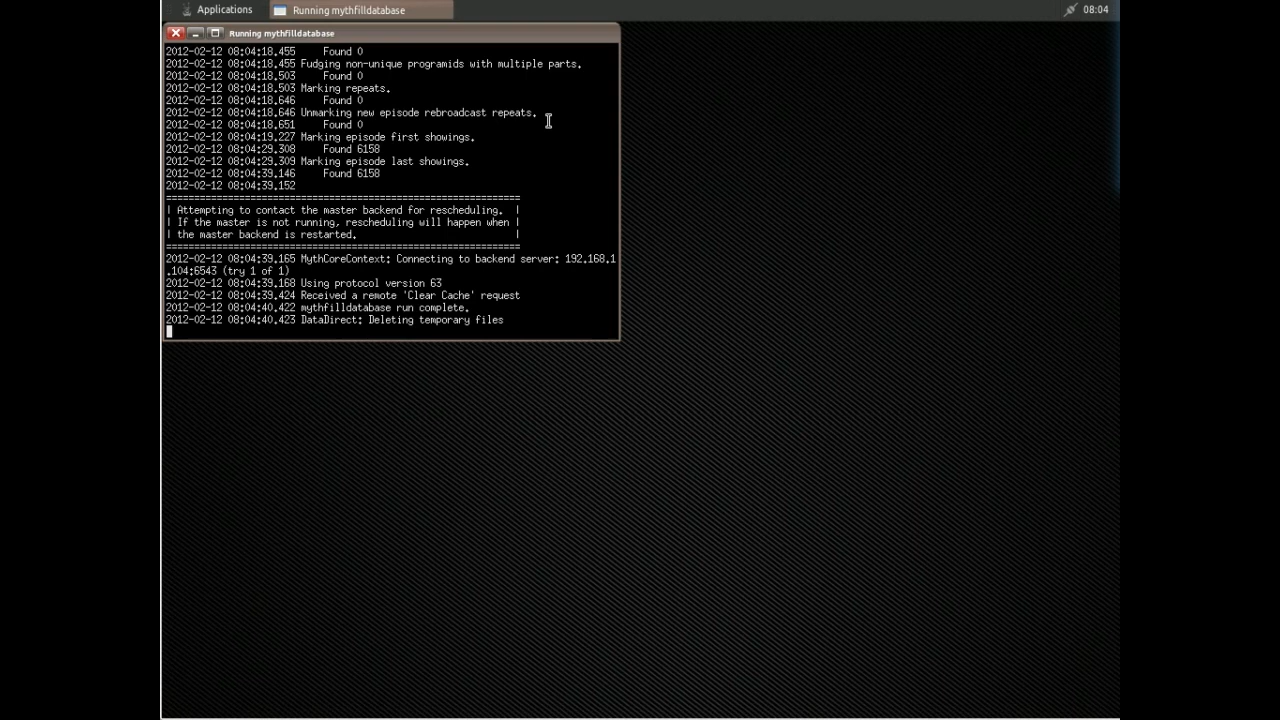 Applications
Running mythfilldatabase
08:04
Running mythfilldatabase
2012-02-12 08:04:18.455 Found 0
2012-02-12 08:04:18.455 Fudging non-unique programids with multiple parts.
2012-02-12 08:04:18.503 Found 0
2012-02-12 08:04:18.503 Marking repeats.
2012-02-12 08:04:18.646 Found 0
2012-02-12 08:04:18.646 Unmarking new episode rebroadcast repeats.
2012-02-12 08:04:18.651 Found 0
2012-02-12 08:04:19.227 Marking episode first showings.
2012-02-12 08:04:29.308 Found 6158
2012-02-12 08:04:29.309 Marking episode last showings.
2012-02-12 08:04:39.146 Found 6158
2012-02-12 08:04:39.152
===============================================================
| Attempting to contact the master backend for rescheduling. |
| If the master is not running, rescheduling will happen when |
| the master backend is restarted. |
===============================================================
2012-02-12 08:04:39.165 MythCoreContext: Connecting to backend server: 192.168.1
.104:6543 (try 1 of 1)
2012-02-12 08:04:39.168 Using protocol version 63
2012-02-12 08:04:39.424 Received a remote 'Clear Cache' request
2012-02-12 08:04:40.422 mythfilldatabase run complete.
2012-02-12 08:04:40.423 DataDirect: Deleting temporary files